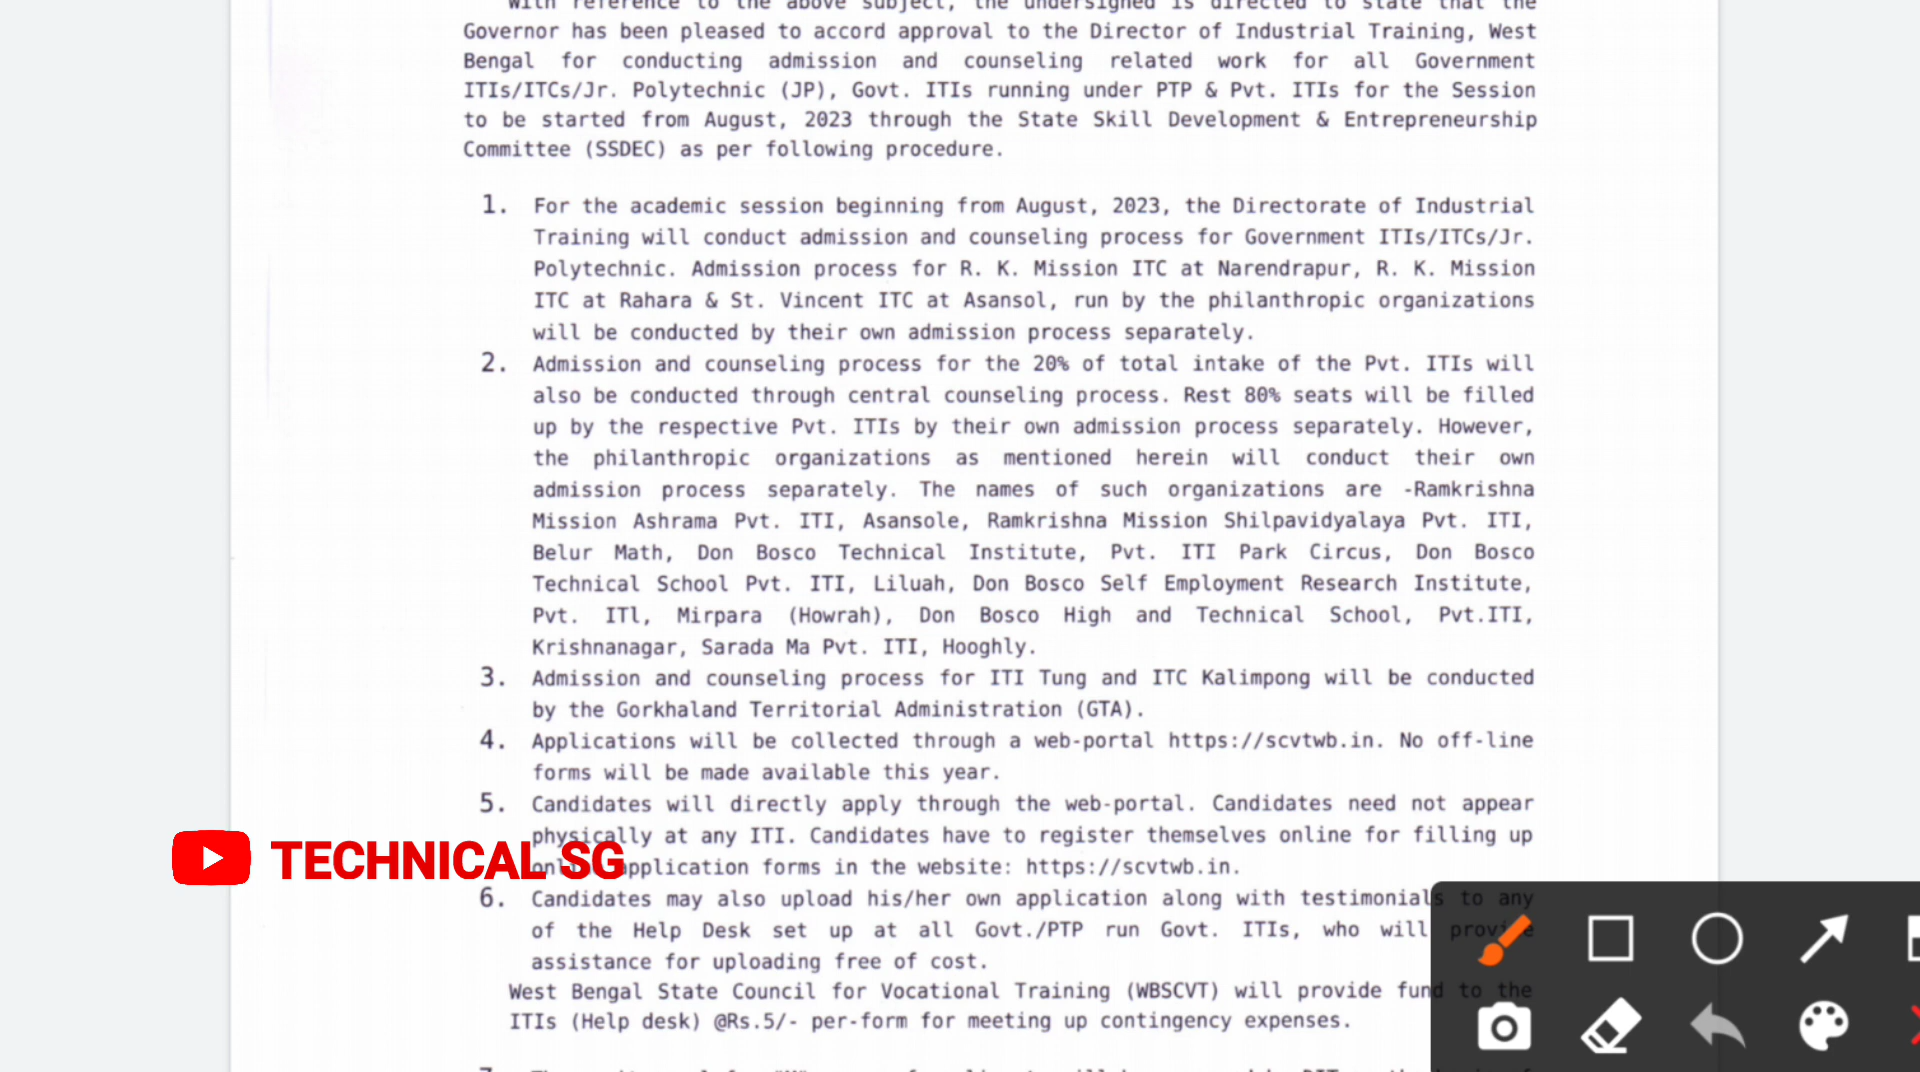 With reference to the above subject, the undersigned is directed to state that the
Governor has been pleased to accord approval to the Director of Industrial Training, West
Bengal for conducting admission and counseling related work for all Government
ITIs/ITCs/Jr. Polytechnic (JP), Govt. ITIs running under PTP & Pvt. ITIs for the Session
to be started from August, 2023 through the State Skill Development & Entrepreneurship
Committee (SSDEC) as per following procedure.
1. For the academic session beginning from August, 2023, the Directorate of Industrial
Training will conduct admission and counseling process for Government ITIs/ITCs/Jr.
Polytechnic. Admission process for R. K. Mission ITC at Narendrapur, R. K. Mission
ITC at Rahara & St. Vincent ITC at Asansol, run by the philanthropic organizations
will be conducted by their own admission process separately.
2. Admission and counseling process for the 20% of total intake of the Pvt. ITIs will
also be conducted through central counseling process. Rest 80% seats will be filled
up by the respective Pvt. ITIs by their own admission process separately. However,
the philanthropic organizations as mentioned herein will conduct their own
admission process separately. The names of such organizations are -Ramkrishna
Mission Ashrama Pvt. ITI, Asansole, Ramkrishna Mission Shilpavidyalaya Pvt. ITI,
Belur Math, Don Bosco Technical Institute, Pvt. ITI Park Circus, Don Bosco
Technical School Pvt. ITI, Liluah, Don Bosco Self Employment Research Institute,
Pvt. ITl, Mirpara (Howrah), Don Bosco High and Technical School, Pvt.ITI,
Krishnanagar, Sarada Ma Pvt. ITI, Hooghly.
3. Admission and counseling process for ITI Tung and ITC Kalimpong will be conducted
by the Gorkhaland Territorial Administration (GTA).
4. Applications will be collected through a web-portal https://scvtwb.in. No off-line
forms will be made available this year.
5. Candidates will directly apply through the web-portal. Candidates need not appear
physically at any ITI. Candidates have to register themselves online for filling up
application forms in the website: https://scvtwb.in.
TECHNICAL SG
6. Candidates may also upload his/her own application along with testimonials to any
of the Help Desk set up at all Govt./PTP run Govt. ITIs, who will provide
assistance for uploading free of cost.
West Bengal State Council for Vocational Training (WBSCVT) will provide fund to the
ITIs (Help desk) @Rs.5/- per-form for meeting up contingency expenses.